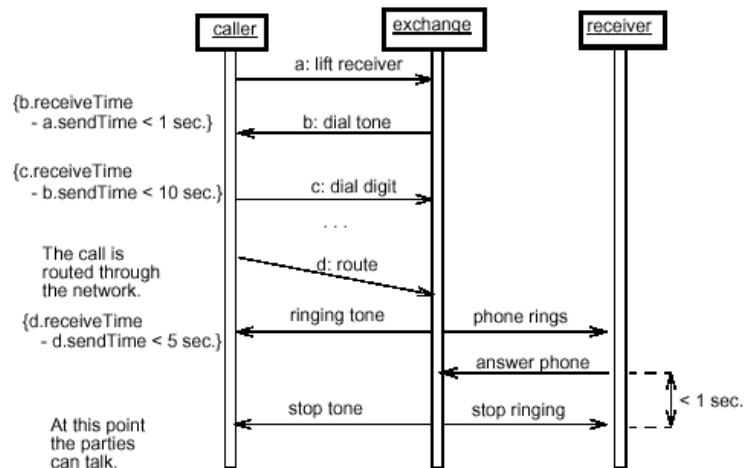 caller
exchange
receiver
a: lift receiver
{b.receiveTime
- a.sendTime < 1 sec.}
b: dial tone
{c.receiveTime
- b.sendTime < 10 sec.}
c: dial digit
. . .
The call is
routed through
the network.
d: route
{d.receiveTime
- d.sendTime < 5 sec.}
ringing tone
phone rings
answer phone
< 1 sec.
stop tone
stop ringing
At this point
the parties
can talk.